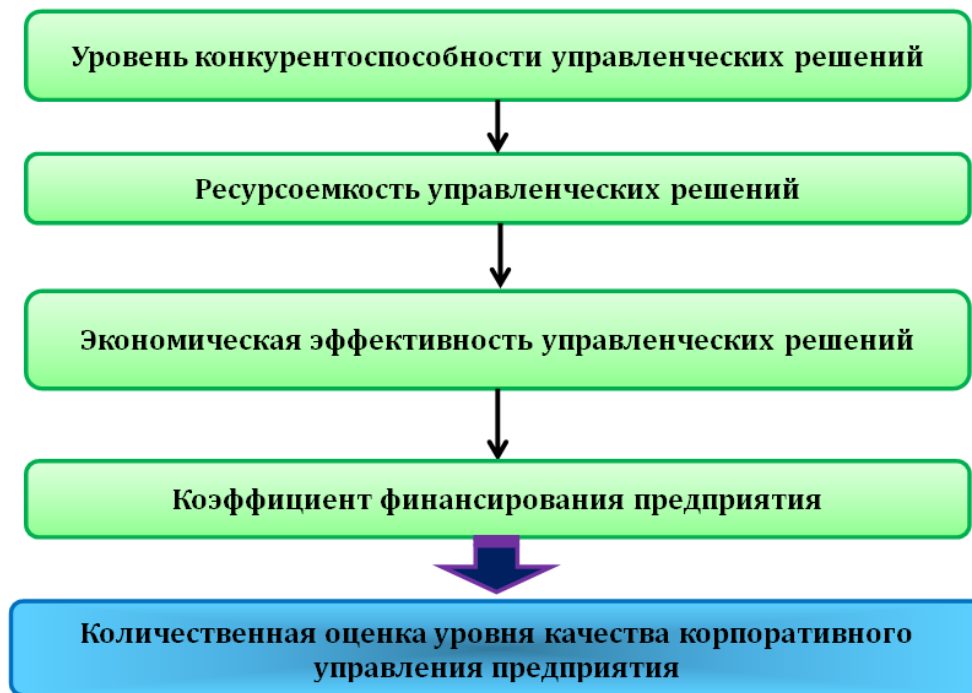 Уровень конкурентоспособности управленческих решений
Ресурсоемкость управленческих решений
Экономическая эффективность управленческих решений
Коэффициент финансирования предприятия
Количественная оценка уровня качества корпоративного
управления предприятия